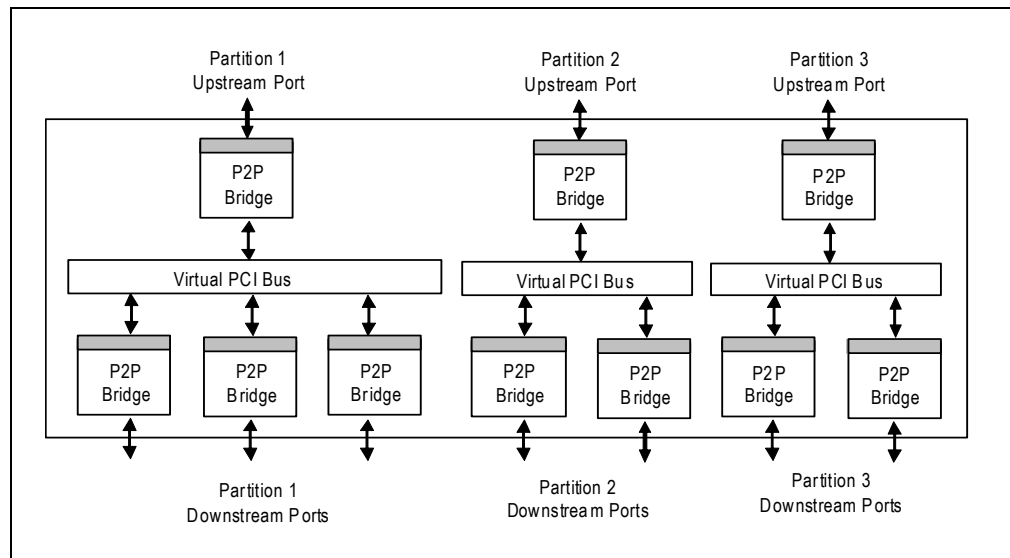 Partition 1
Upstream Port
Partition 2
Upstream Port
Partition 3
Upstream Port
P2P
Bridge
P2P
Bridge
P2P
Bridge
Virtual PCI Bus
Virtual PCI Bus
Virtual PCI Bus
P2P
Bridge
P2P
Bridge
P2P
Bridge
P2P
Bridge
P2P
Bridge
P2P
Bridge
P2P
Bridge
Partition 1
Downstream Ports
Partition 2
Downstream Ports
Partition 3
Downstream Ports